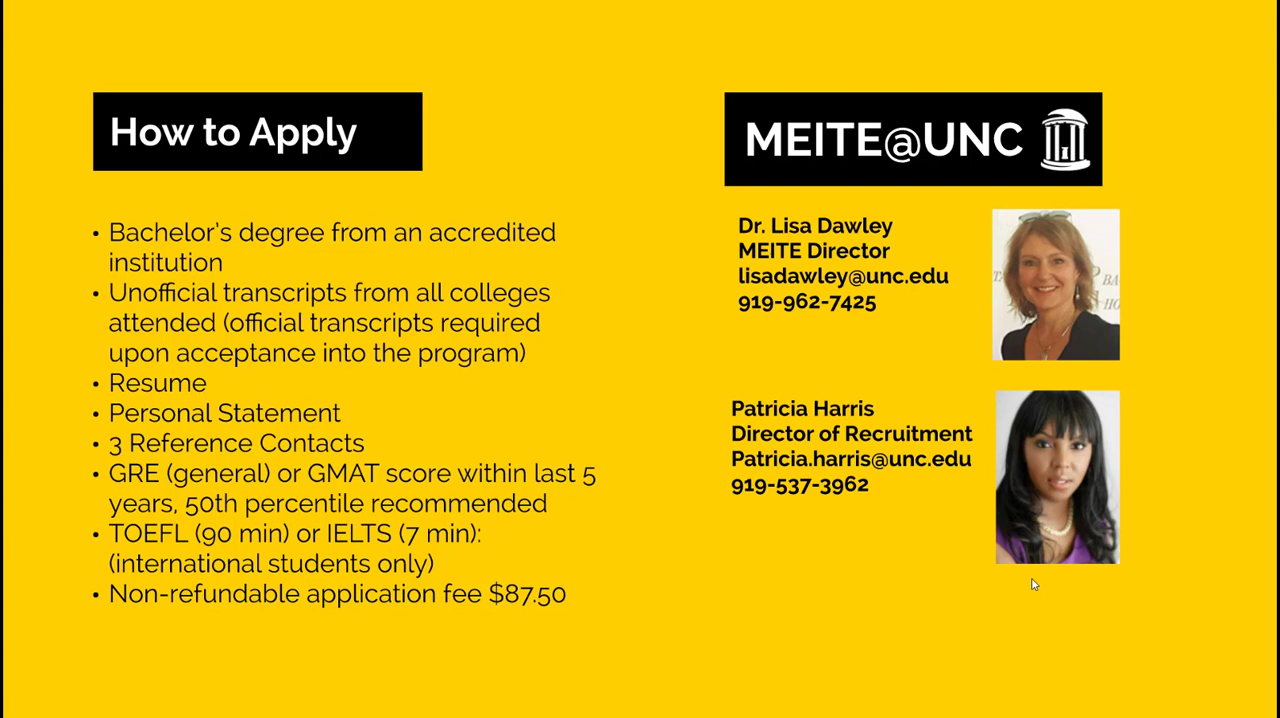 How to Apply
• Bachelor's degree from an accredited
institution
• Unofficial transcripts from all colleges
attended (official transcripts required
upon acceptance into the program)
• Resume
• Personal Statement
• 3 Reference Contacts
• GRE (general) or GMAT score within last 5
years, 50th percentile recommended
• TOEFL (90 min) or IELTS (7 min):
(international students only)
• Non-refundable application fee $87.50
MEITE@UNC
Dr. Lisa Dawley
MEITE Director
lisadawley@unc.edu
919-962-7425
Patricia Harris
Director of Recruitment
Patricia.harris@unc.edu
919-537-3962